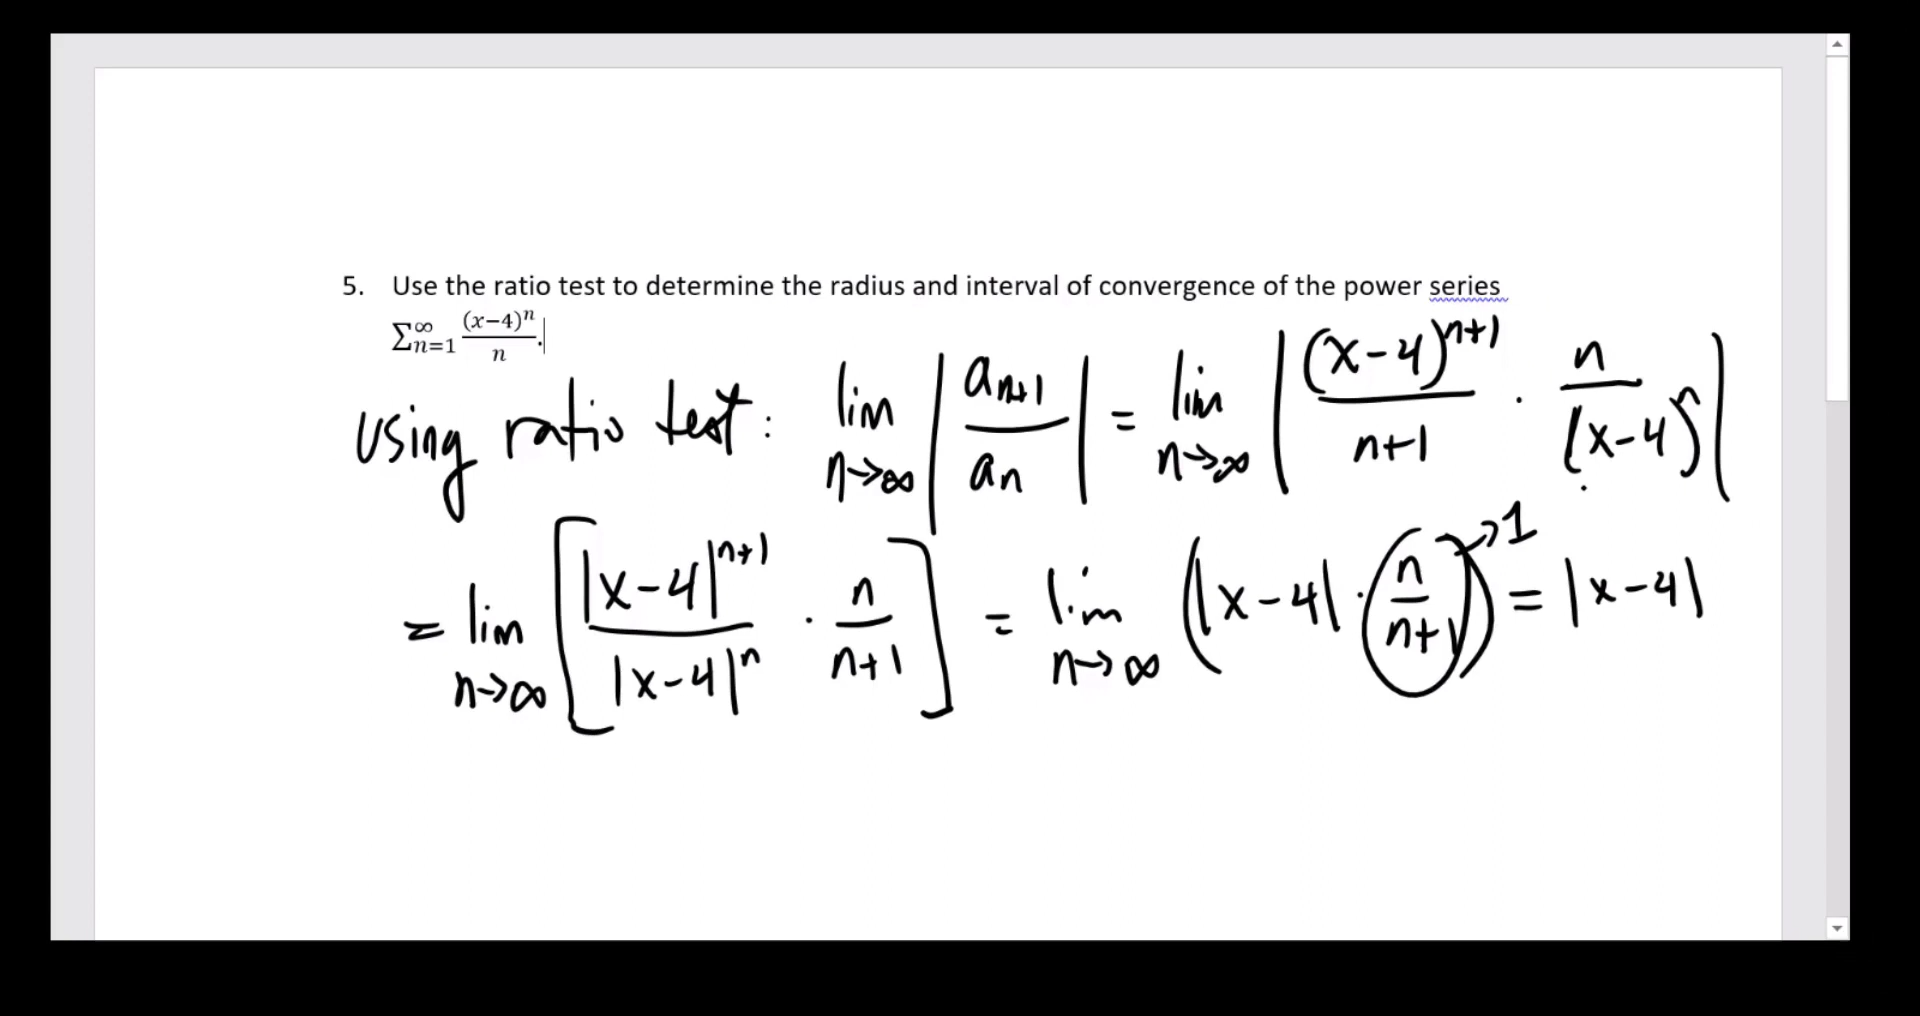 5. Use the ratio test to determine the radius and interval of convergence of the power series
∑_{n=1}^{∞} (x−4)^n / n.
Using ratio test: lim_{n→∞} |a_{n+1} / a_n| = lim_{n→∞} |(x-4)^{n+1} / n+1 · n / (x-4)^n|
= lim_{n→∞} [|x-4|^{n+1} / |x-4|^n · n / n+1] = lim_{n→∞} (|x-4| · (n / n+1)) →1 = |x-4|